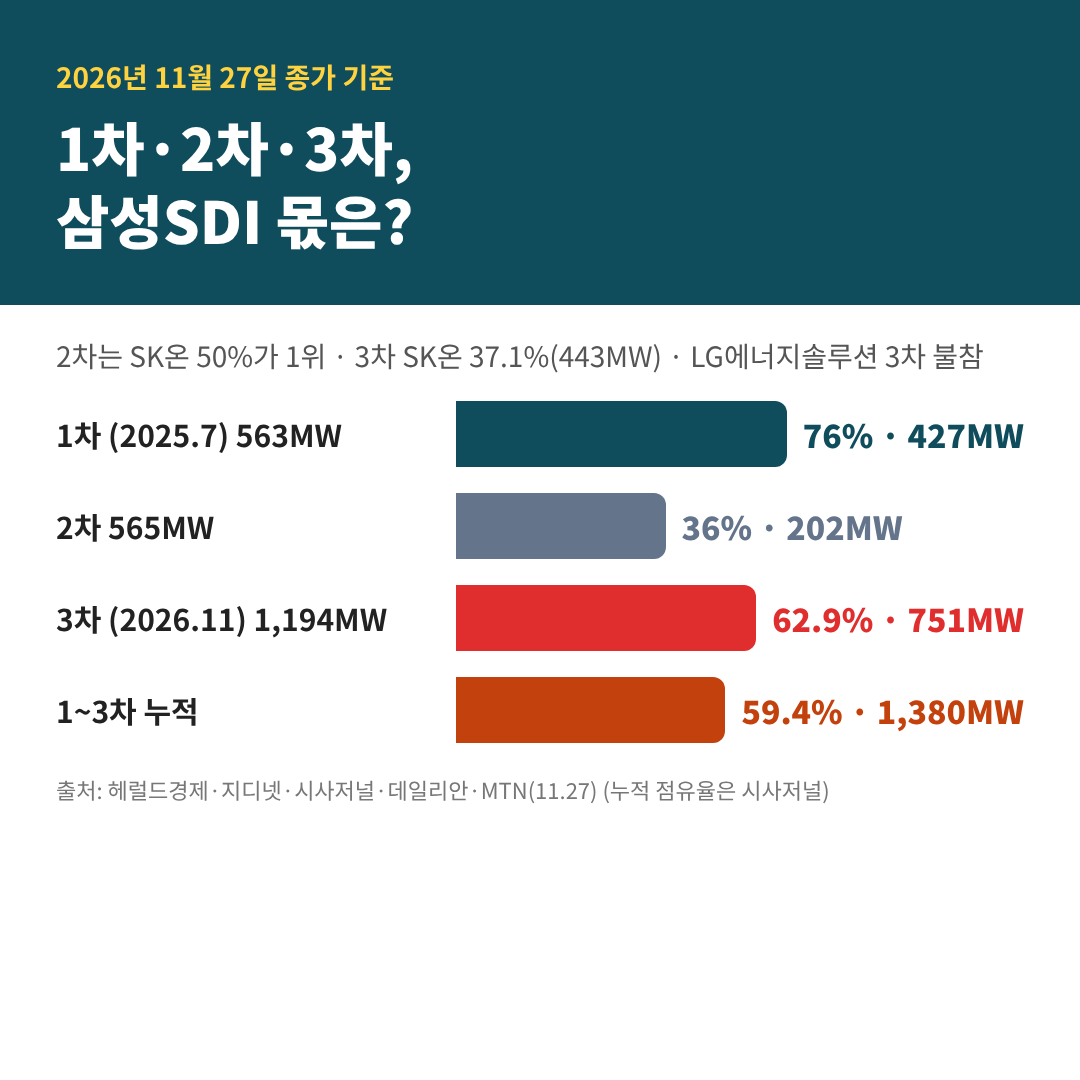 2026년 11월 27일 종가 기준
1차·2차·3차,
삼성SDI 몫은?
2차는 SK온 50%가 1위 · 3차 SK온 37.1%(443MW) · LG에너지솔루션 3차 불참
1차 (2025.7) 563MW 76% · 427MW
2차 565MW 36% · 202MW
3차 (2026.11) 1,194MW 62.9% · 751MW
1~3차 누적 59.4% · 1,380MW
출처: 헤럴드경제·지디넷·시사저널·데일리안·MTN(11.27) (누적 점유율은 시사저널)